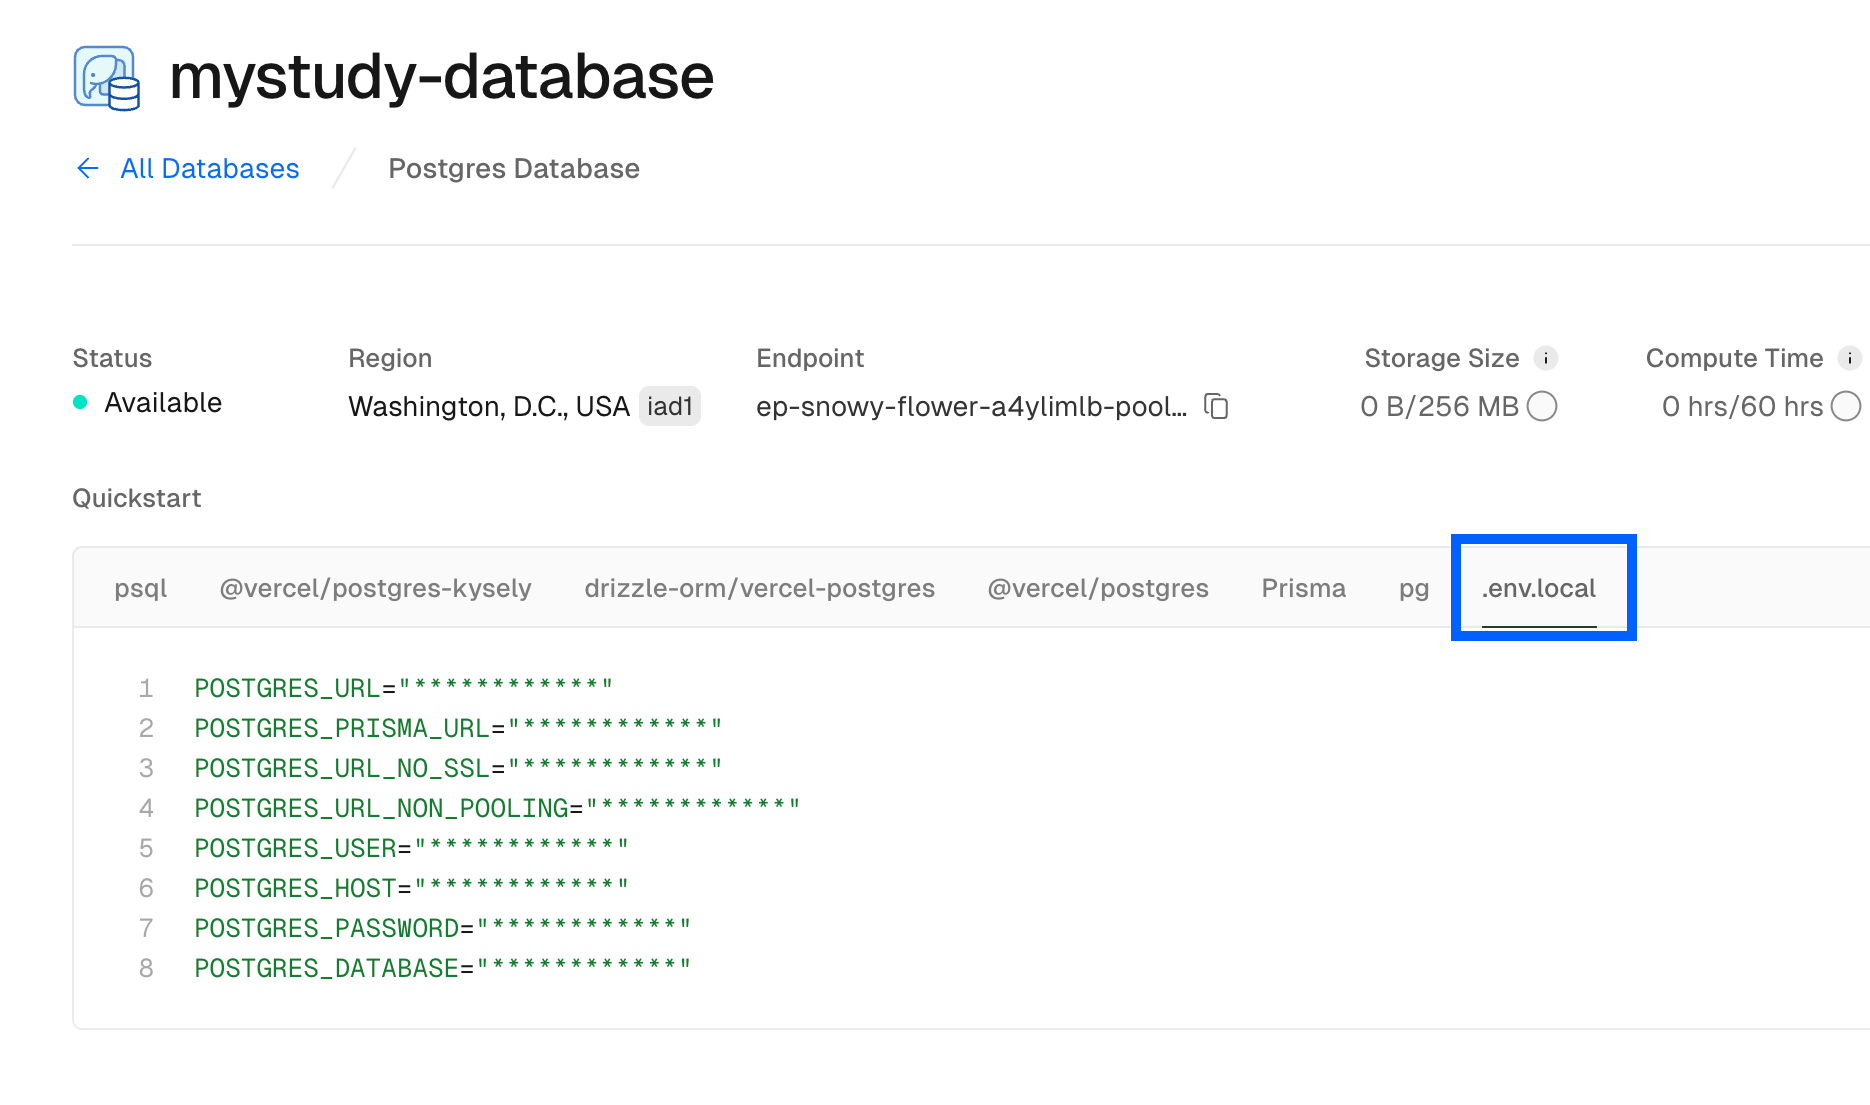 mystudy-database
← All Databases / Postgres Database
Status Region Endpoint Storage Size i Compute Time i
Available Washington, D.C., USA iad1 ep-snowy-flower-a4ylimlb-pool... 0 B/256 MB 0 hrs/60 hrs
Quickstart
psql @vercel/postgres-kysely drizzle-orm/vercel-postgres @vercel/postgres Prisma pg .env.local
1 POSTGRES_URL="************"
2 POSTGRES_PRISMA_URL="************"
3 POSTGRES_URL_NO_SSL="************"
4 POSTGRES_URL_NON_POOLING="************"
5 POSTGRES_USER="************"
6 POSTGRES_HOST="************"
7 POSTGRES_PASSWORD="************"
8 POSTGRES_DATABASE="************"